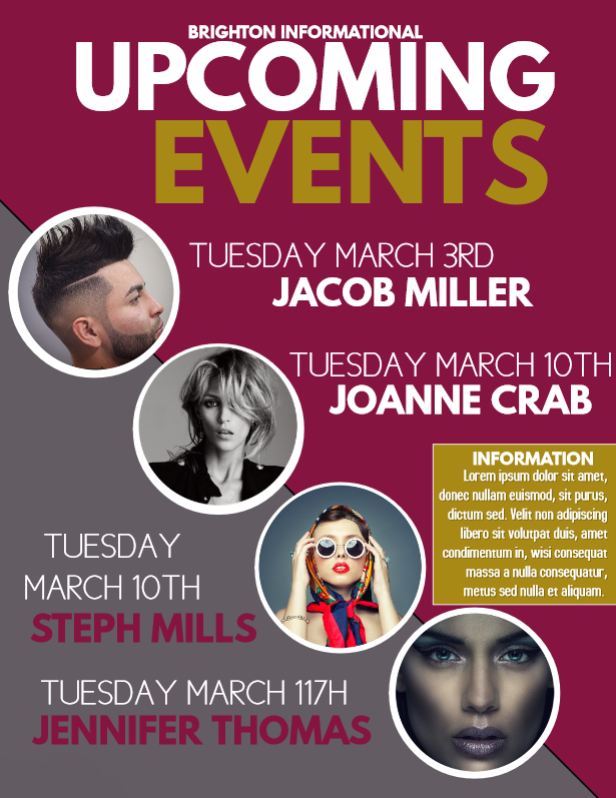 BRIGHTON INFORMATIONAL
UPCOMING
EVENTS
TUESDAY MARCH 3RD
JACOB MILLER
TUESDAY MARCH 10TH
JOANNE CRAB
INFORMATION
Lorem ipsum dolor sit amet,
donec nullam euismod, sit purus,
dictum sed. Velit non adipiscing
libero sit volutpat duis, amet
condimentum in, wisi consequat
massa a nulla consequatur,
metus sed nulla et aliquam.
TUESDAY
MARCH 10TH
STEPH MILLS
TUESDAY MARCH 117H
JENNIFER THOMAS